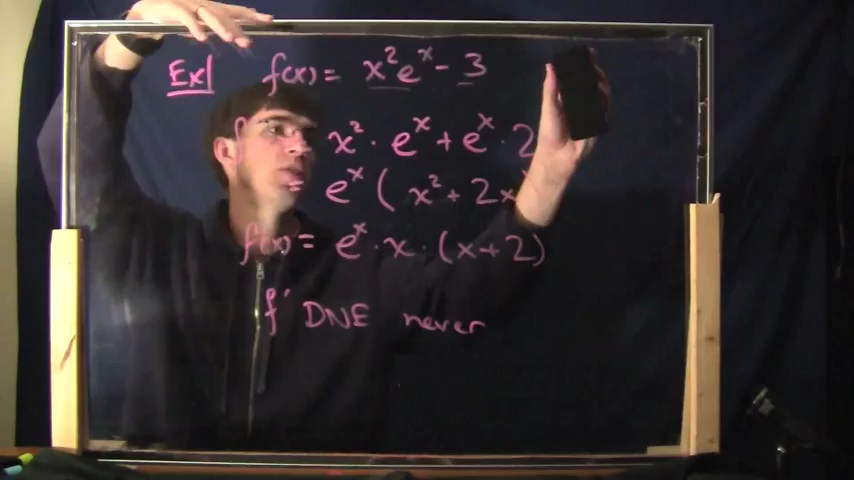 Ex1 f(x) = x²eˣ - 3
x² · eˣ + eˣ · 2
eˣ ( x² + 2x
f(x) = eˣ · x · (x+2)
f' DNE never